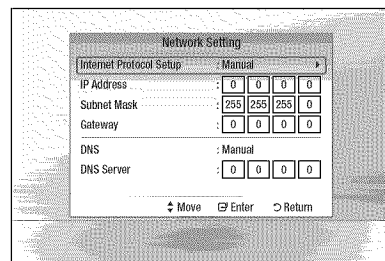 Network Setting
Internet Protocol Setup : Manual
IP Address : 0 0 0 0
Subnet Mask : 255 255 255 0
Gateway : 0 0 0 0
DNS : Manual
DNS Server : 0 0 0 0
Move Enter Return